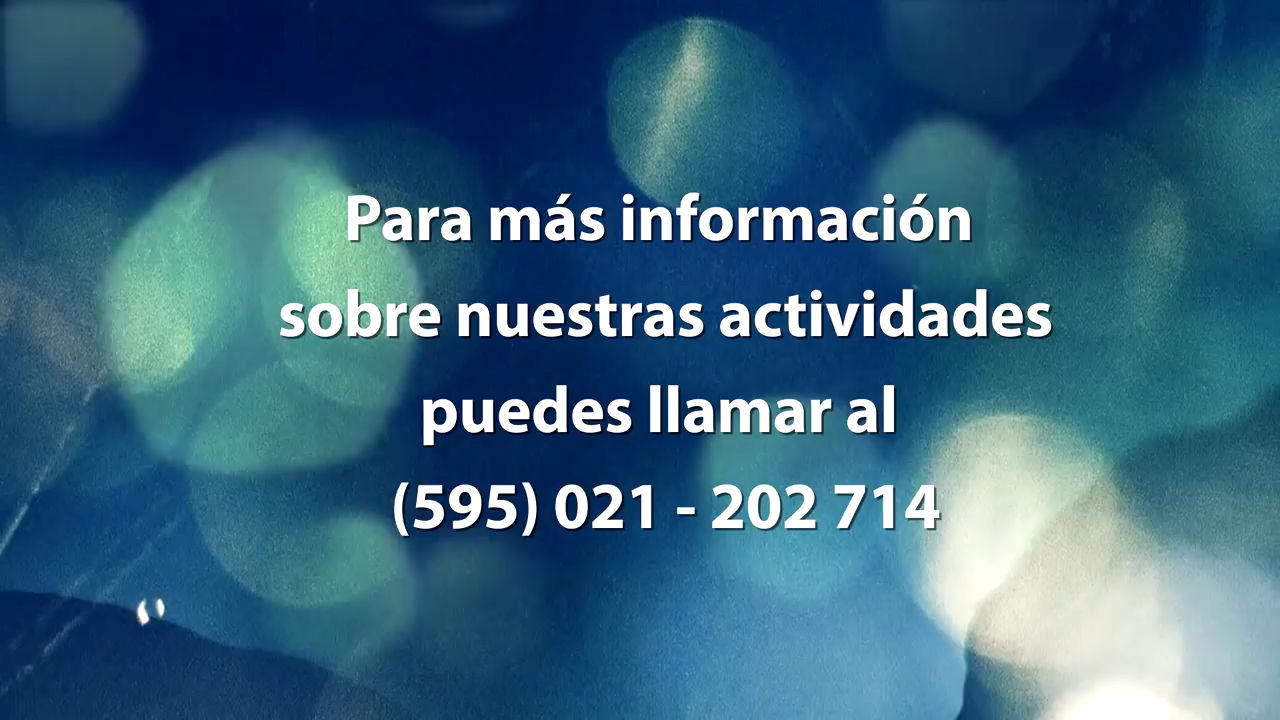 Para más información
sobre nuestras actividades
puedes llamar al
(595) 021 - 202 714